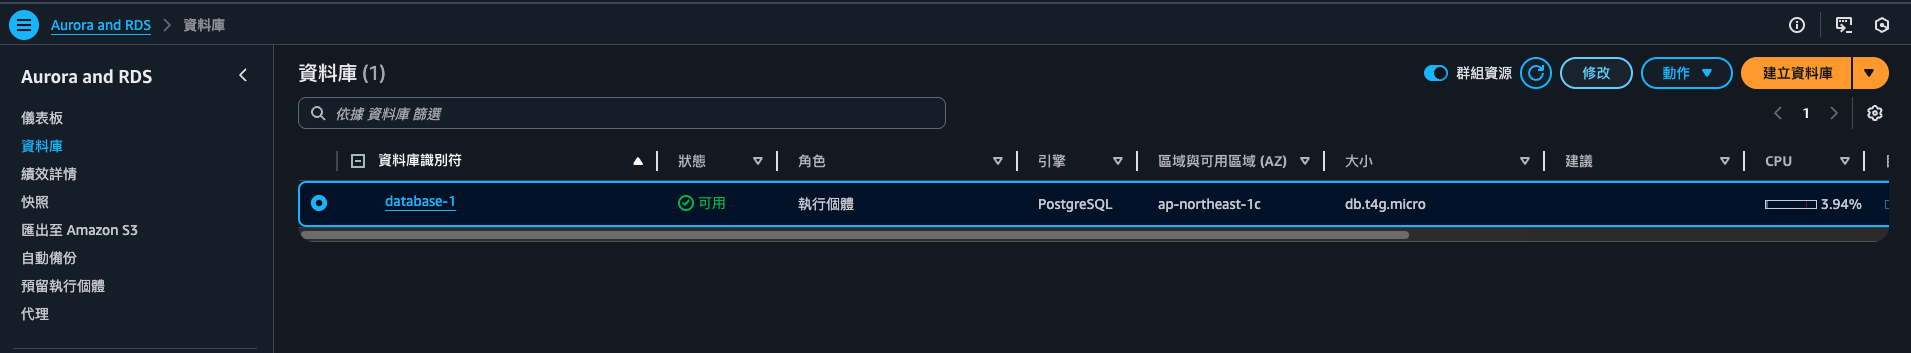 Aurora and RDS 資料庫
Aurora and RDS
儀表板
資料庫
績效詳情
快照
匯出至 Amazon S3
自動備份
預留執行個體
代理
資料庫 (1)
群組資源 修改 動作 建立資料庫
依據 資料庫 篩選
1
資料庫識別符 狀態 角色 引擎 區域與可用區域 (AZ) 大小 建議 CPU
database-1 可用 執行個體 PostgreSQL ap-northeast-1c db.t4g.micro 3.94%